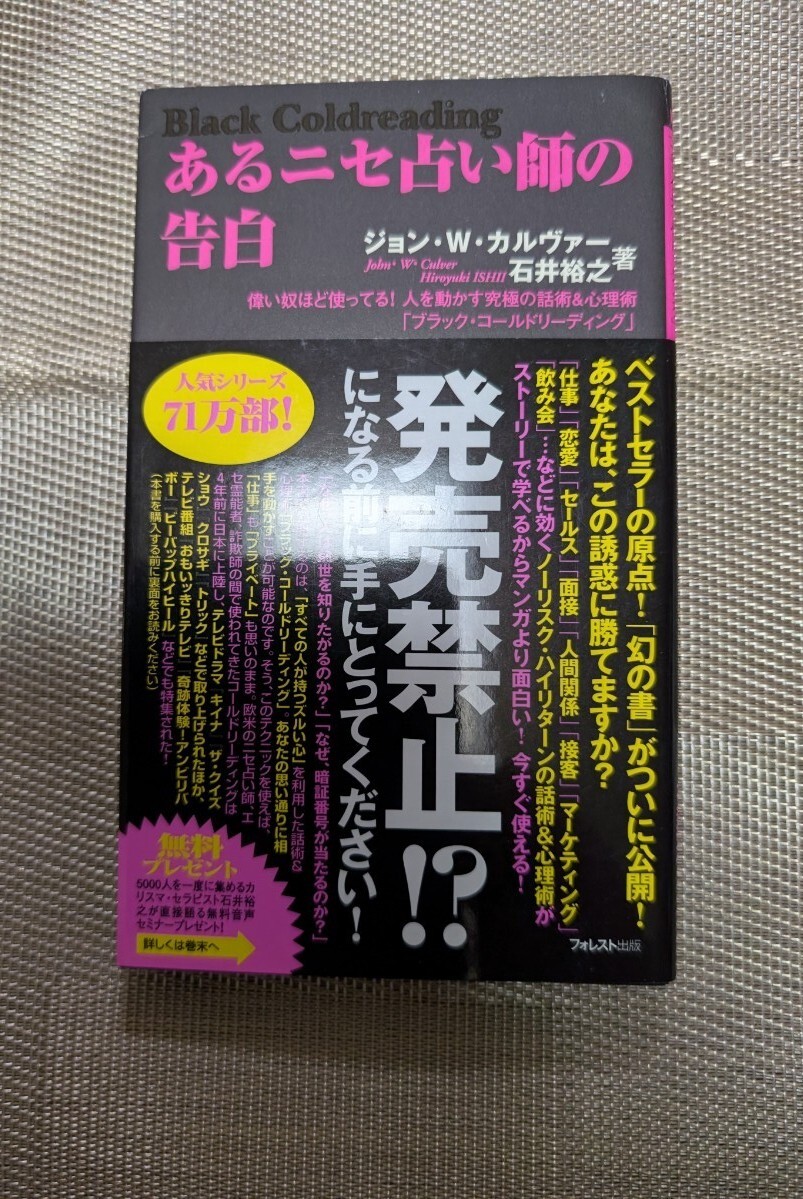 Black Coldreading
あるニセ占い師の
告白
ジョン・W・カルヴァー
John "W" Culver
石井裕之
Hiroyuki ISHII
著
偉い奴ほど使ってる! 人を動かす究極の話術&心理術
「ブラック・コールドリーディング」
ベストセラーの原点!「幻の書」がついに公開!
あなたは、この誘惑に勝てますか?
「仕事」「恋愛」「セールス」「面接」「人間関係」「接客」「マーケティング」
「飲み会」…などに効くノーリスク・ハイリターンの話術&心理術が
ストーリーで学べるからマンガより面白い! 今すぐ使える!
発売禁止!?
になる前に手にとってください!
人気シリーズ
71万部!
世を知りたがるのか?」「なぜ、暗証番号が当たるのか?」
のは、「すべての人が持つズルい心」を利用した話術&
ブラック・コールドリーディング」。あなたの思い通りに相
手を動かすことが可能なのです。そう、このテクニックを使えば、
「仕事」も「プライベート」も思いのまま。欧米のニセ占い師、エ
セ霊能者、詐欺師の間で使われてきたコールドリーディングは
4年前に日本に上陸し、テレビドラマ「キイナ」「ザ・クイズ
ショウ」「クロサギ」「トリック」などで取り上げられたほか、
テレビ番組「おもいッきりテレビ」「奇跡体験!アンビリバ
ボー」「ビーバップハイヒール」などでも特集された!
(本書を購入する前に裏面をお読みください)
無料
プレゼント
5000人を一度に集めるカ
リスマ・セラピスト石井裕
之が直接語る無料音声
セミナープレゼント!
詳しくは巻末へ
フォレスト出版